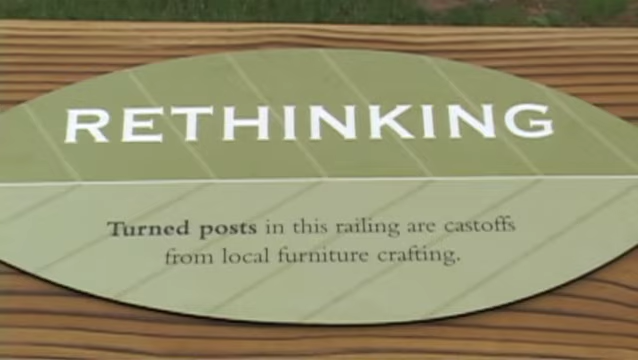 RETHINKING
Turned posts in this railing are castoffs
from local furniture crafting.